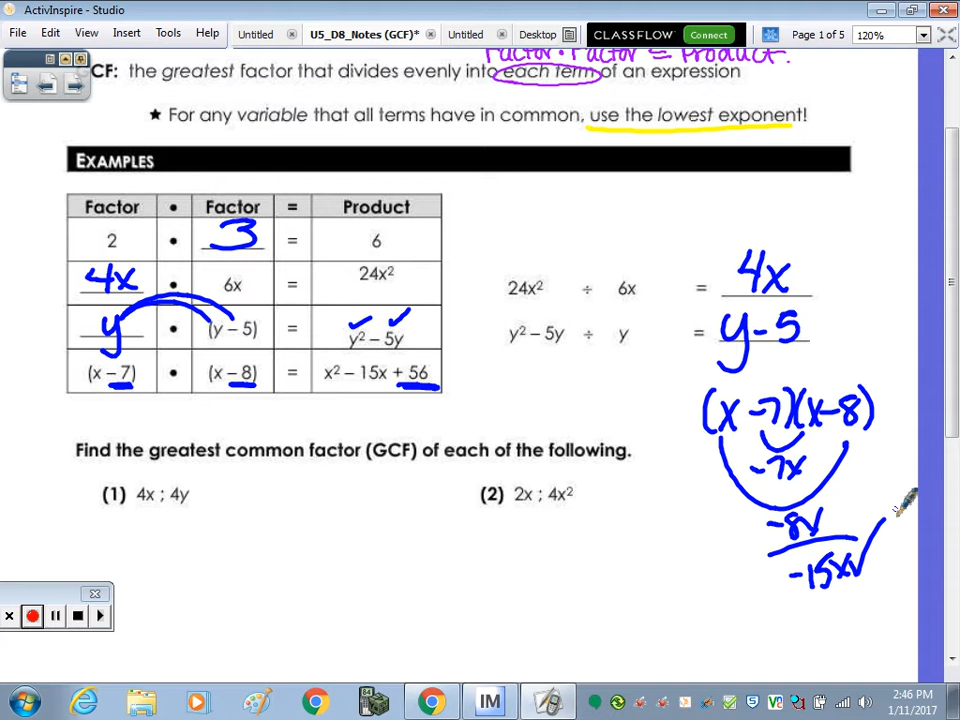 ActivInspire - Studio
File Edit View Insert Tools Help Untitled U5_D8_Notes (GCF)* Untitled Desktop CLASSFLOW Connect Page 1 of 5 120%
Factor · Factor = Product.
CF: the greatest factor that divides evenly into each term of an expression
★ For any variable that all terms have in common, use the lowest exponent!
EXAMPLES
Factor • Factor = Product
2 • 3 = 6
4x • 6x = 24x²
y • (y – 5) = y² – 5y
(x – 7) • (x – 8) = x² – 15x + 56
24x² ÷ 6x = 4x
y² – 5y ÷ y = y-5
(x-7)(x-8)
-7x
-8x
-15x
Find the greatest common factor (GCF) of each of the following.
(1) 4x ; 4y
(2) 2x ; 4x²
IM
2:46 PM
1/11/2017